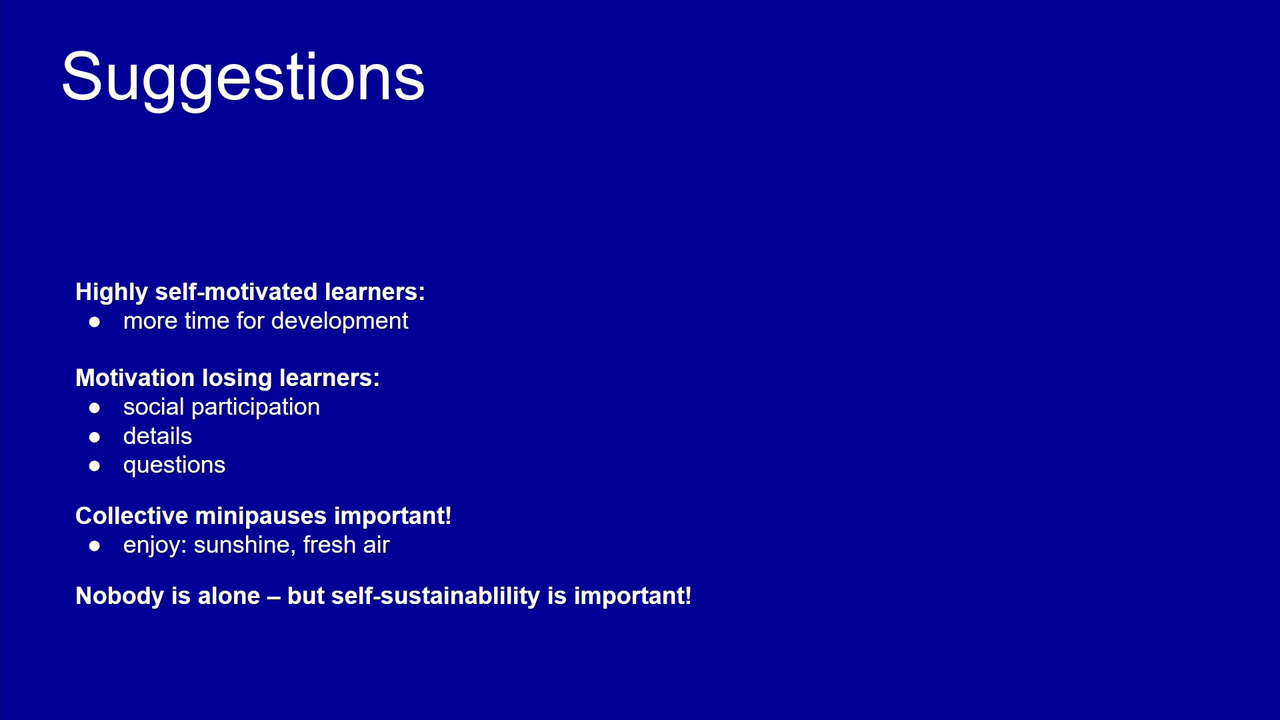 Suggestions
Highly self-motivated learners:
● more time for development
Motivation losing learners:
● social participation
● details
● questions
Collective minipauses important!
● enjoy: sunshine, fresh air
Nobody is alone – but self-sustainablility is important!